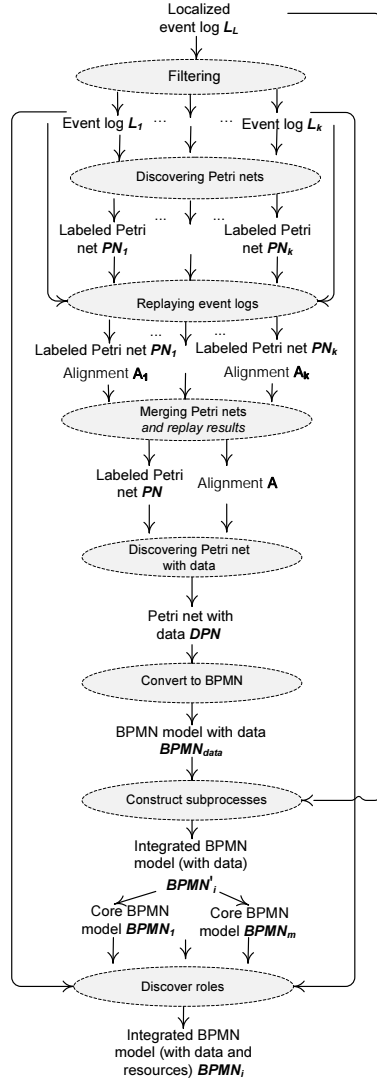 Localized
event log L_L
Filtering
Event log L_1 ... ... Event log L_k
Discovering Petri nets
... ...
Labeled Petri net PN_1
Labeled Petri net PN_k
Replaying event logs
... ...
Labeled Petri net PN_1 Labeled Petri net PN_k
Alignment A_1 Alignment A_k
Merging Petri nets
and replay results
Labeled Petri
net PN
Alignment A
Discovering Petri net
with data
Petri net with
data DPN
Convert to BPMN
BPMN model with data
BPMN_data
Construct subprocesses
Integrated BPMN
model (with data)
BPMN'_i
Core BPMN
model BPMN_1
Core BPMN
model BPMN_m
Discover roles
Integrated BPMN
model (with data and
resources) BPMN_i